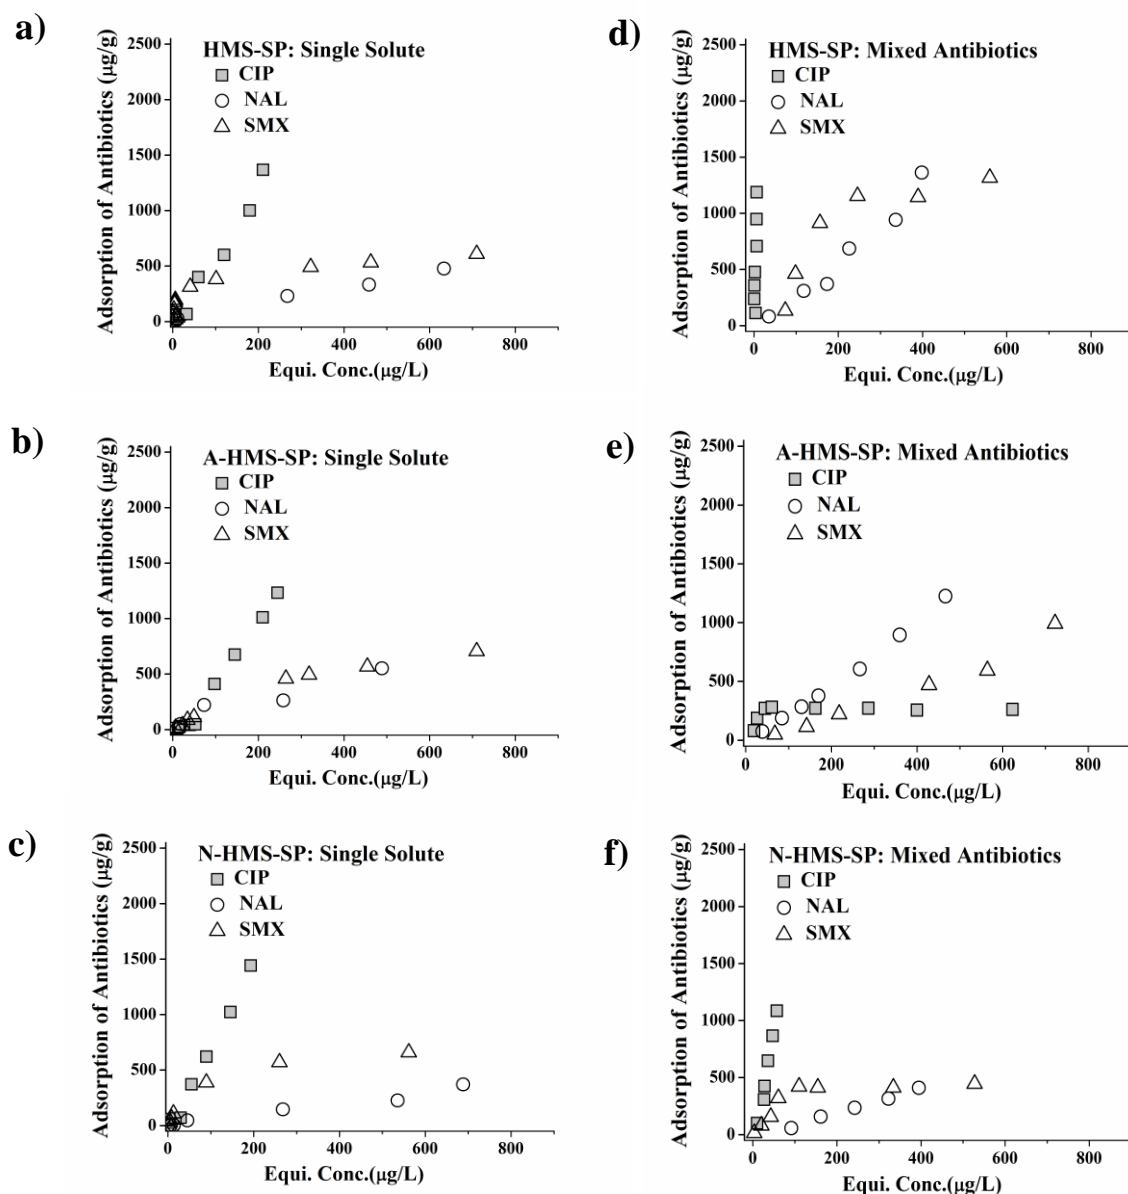 a)
HMS-SP: Single Solute
CIP
NAL
SMX
Adsorption of Antibiotics (μg/g)
2500
2000
1500
1000
500
0
0 200 400 600 800
Equi. Conc.(μg/L)
d)
HMS-SP: Mixed Antibiotics
CIP
NAL
SMX
Adsorption of Antibiotics (μg/g)
2500
2000
1500
1000
500
0
0 200 400 600 800
Equi. Conc.(μg/L)
b)
A-HMS-SP: Single Solute
CIP
NAL
SMX
Adsorption of Antibiotics (μg/g)
2500
2000
1500
1000
500
0
0 200 400 600 800
Equi. Conc.(μg/L)
e)
A-HMS-SP: Mixed Antibiotics
CIP
NAL
SMX
Adsorption of Antibiotics (μg/g)
2500
2000
1500
1000
500
0
0 200 400 600 800
Equi. Conc.(μg/L)
c)
N-HMS-SP: Single Solute
CIP
NAL
SMX
Adsorption of Antibiotics (μg/g)
2500
2000
1500
1000
500
0
0 200 400 600 800
Equi. Conc.(μg/L)
f)
N-HMS-SP: Mixed Antibiotics
CIP
NAL
SMX
Adsorption of Antibiotics (μg/g)
2500
2000
1500
1000
500
0
0 200 400 600 800
Equi. Conc.(μg/L)